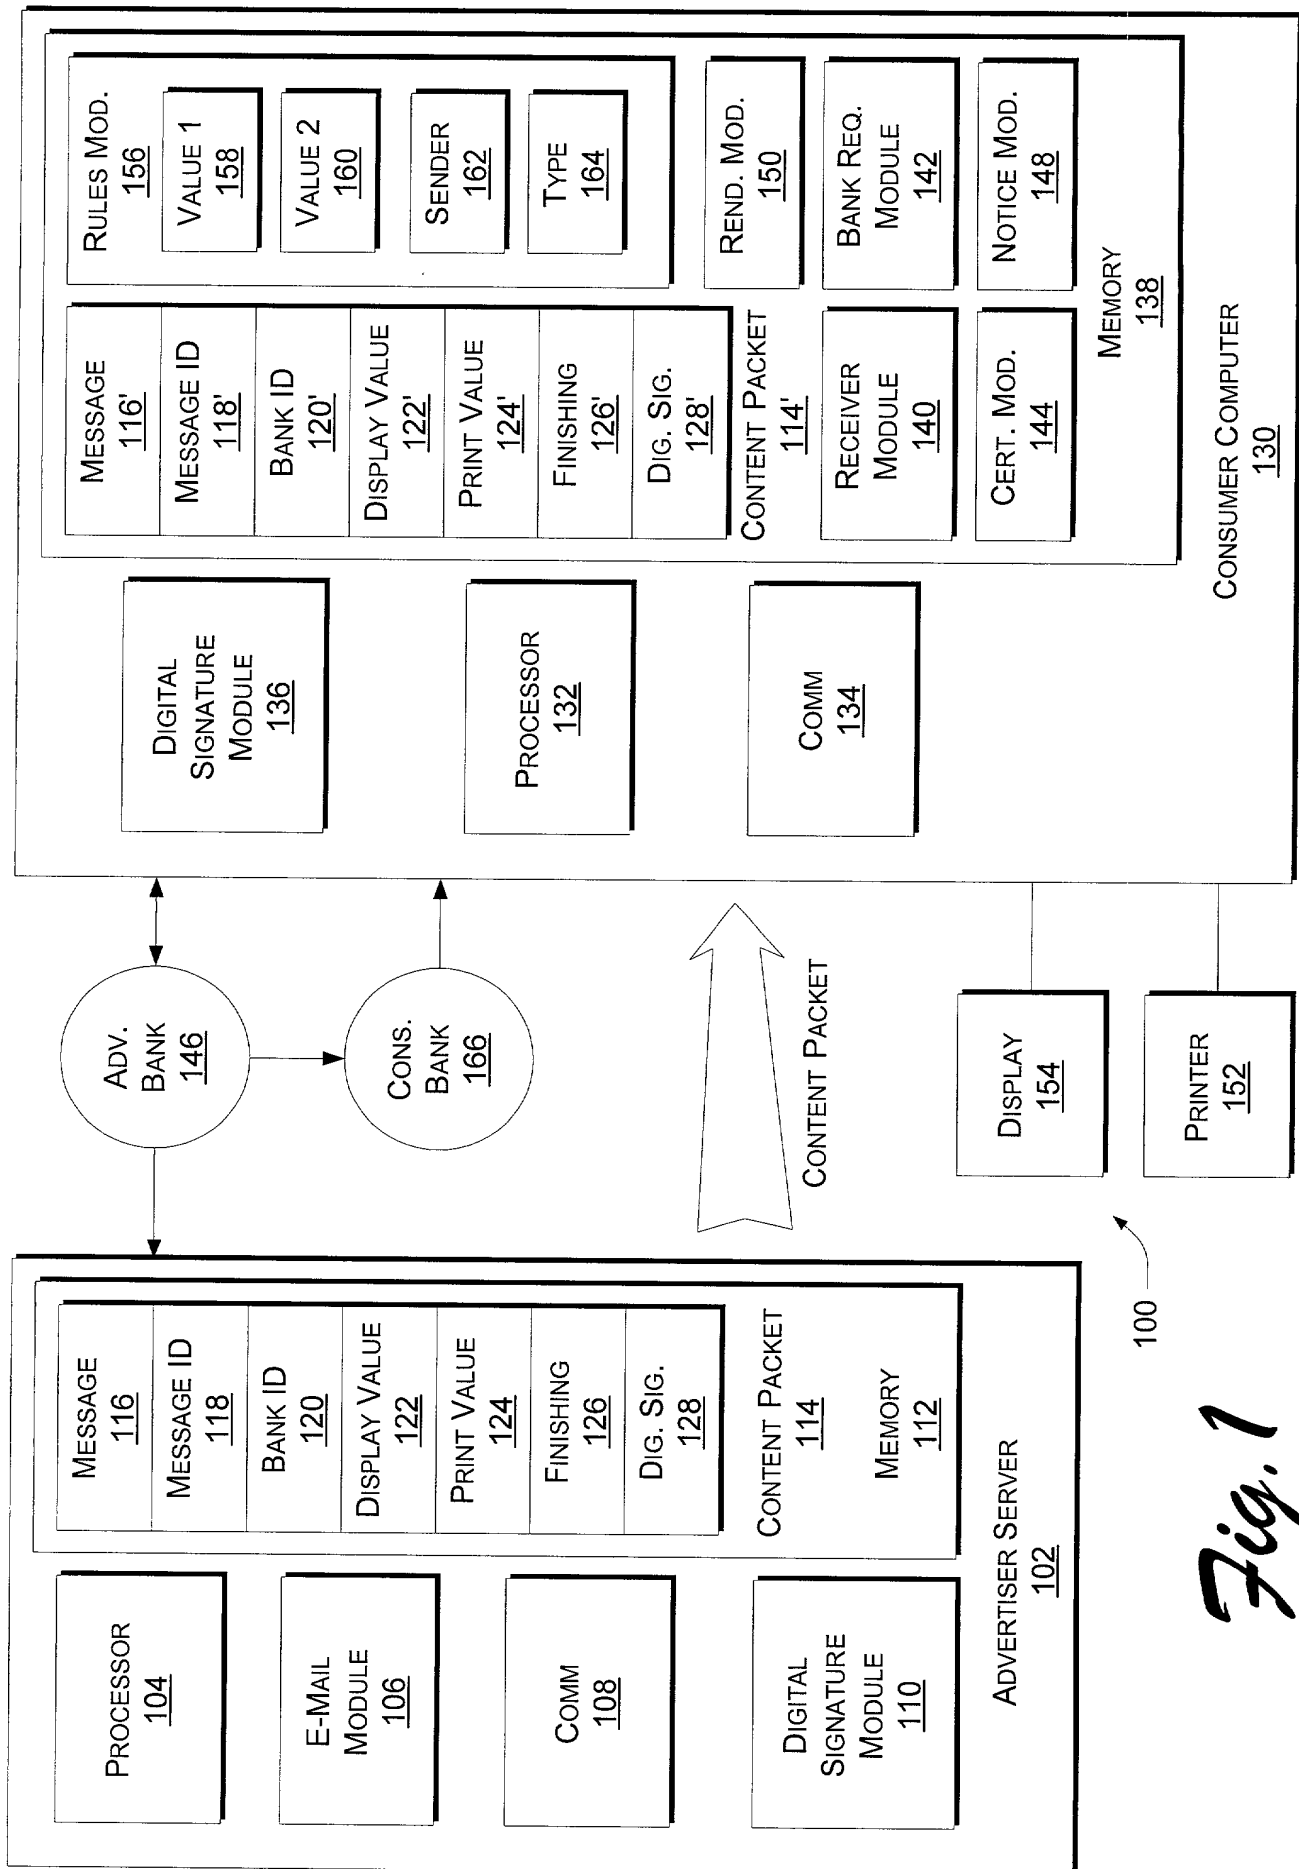 PROCESSOR
104
E-MAIL
MODULE
106
COMM
108
DIGITAL
SIGNATURE
MODULE
110
MESSAGE
116
MESSAGE ID
118
BANK ID
120
DISPLAY VALUE
122
PRINT VALUE
124
FINISHING
126
DIG. SIG.
128
CONTENT PACKET
114
MEMORY
112
ADVERTISER SERVER
102
ADV.
BANK
146
CONS.
BANK
166
CONTENT PACKET
DISPLAY
154
PRINTER
152
100
DIGITAL
SIGNATURE
MODULE
136
PROCESSOR
132
COMM
134
MESSAGE
116'
MESSAGE ID
118'
BANK ID
120'
DISPLAY VALUE
122'
PRINT VALUE
124'
FINISHING
126'
DIG. SIG.
128'
CONTENT PACKET
114'
RULES MOD.
156
VALUE 1
158
VALUE 2
160
SENDER
162
TYPE
164
REND. MOD.
150
RECEIVER
MODULE
140
BANK REQ.
MODULE
142
CERT. MOD.
144
NOTICE MOD.
148
MEMORY
138
CONSUMER COMPUTER
130
Fig. 1